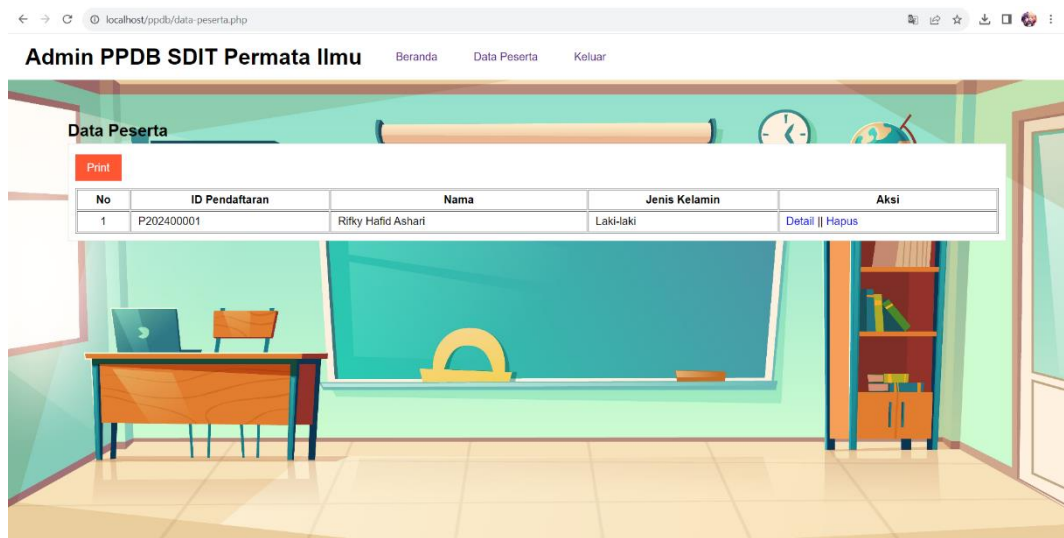 localhost/ppdb/data-peserta.php
Admin PPDB SDIT Permata Ilmu Beranda Data Peserta Keluar
Data Peserta
Print
No ID Pendaftaran Nama Jenis Kelamin Aksi
1 P202400001 Rifky Hafid Ashari Laki-laki Detail || Hapus